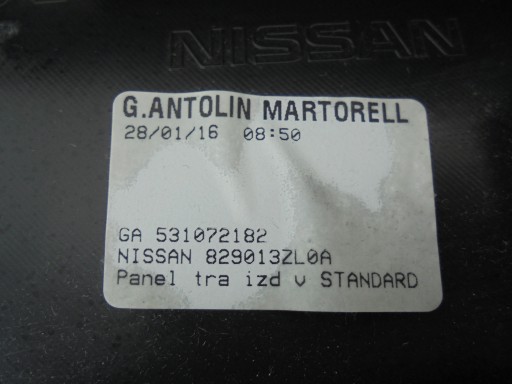 NISSAN
G.ANTOLIN MARTORELL
28/01/16 08:50
GA 531072182
NISSAN 829013ZL0A
Panel tra izd v STANDARD